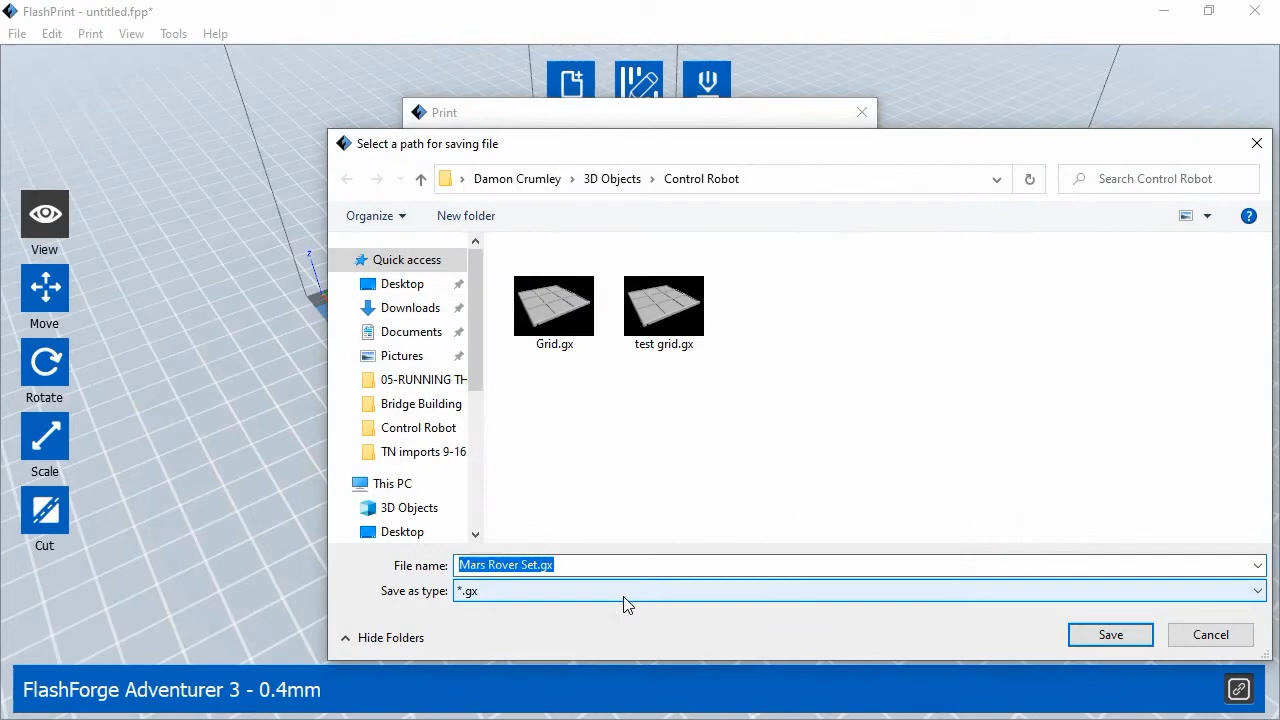 FlashPrint - untitled.fpp*
File Edit Print View Tools Help
Print
Select a path for saving file
Damon Crumley > 3D Objects > Control Robot
Search Control Robot
Organize
New folder
Quick access
Desktop
Downloads
Documents
Pictures
05-RUNNING TH
Bridge Building
Control Robot
TN imports 9-16
This PC
3D Objects
Desktop
Grid.gx
test grid.gx
File name: Mars Rover Set.gx
Save as type: *.gx
Hide Folders
Save
Cancel
View
Move
Rotate
Scale
Cut
z
FlashForge Adventurer 3 - 0.4mm